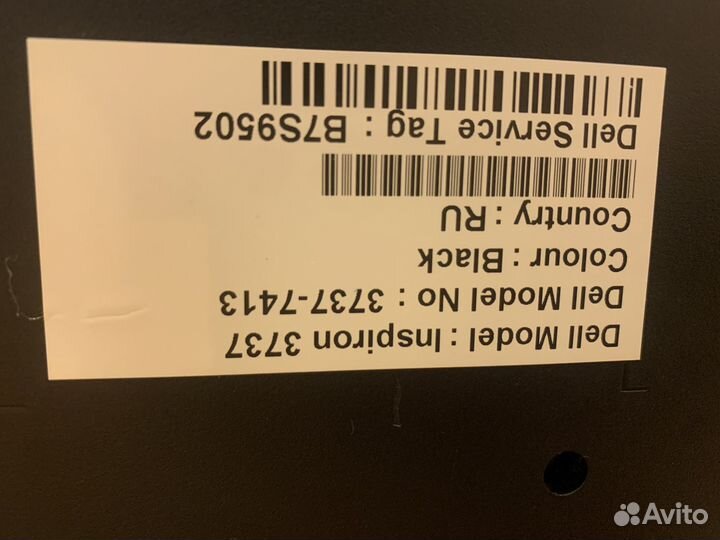 Dell Model : Inspiron 3737
Dell Model No : 3737-7413
Colour : Black
Country : RU
Dell Service Tag : B7S9502
Avito